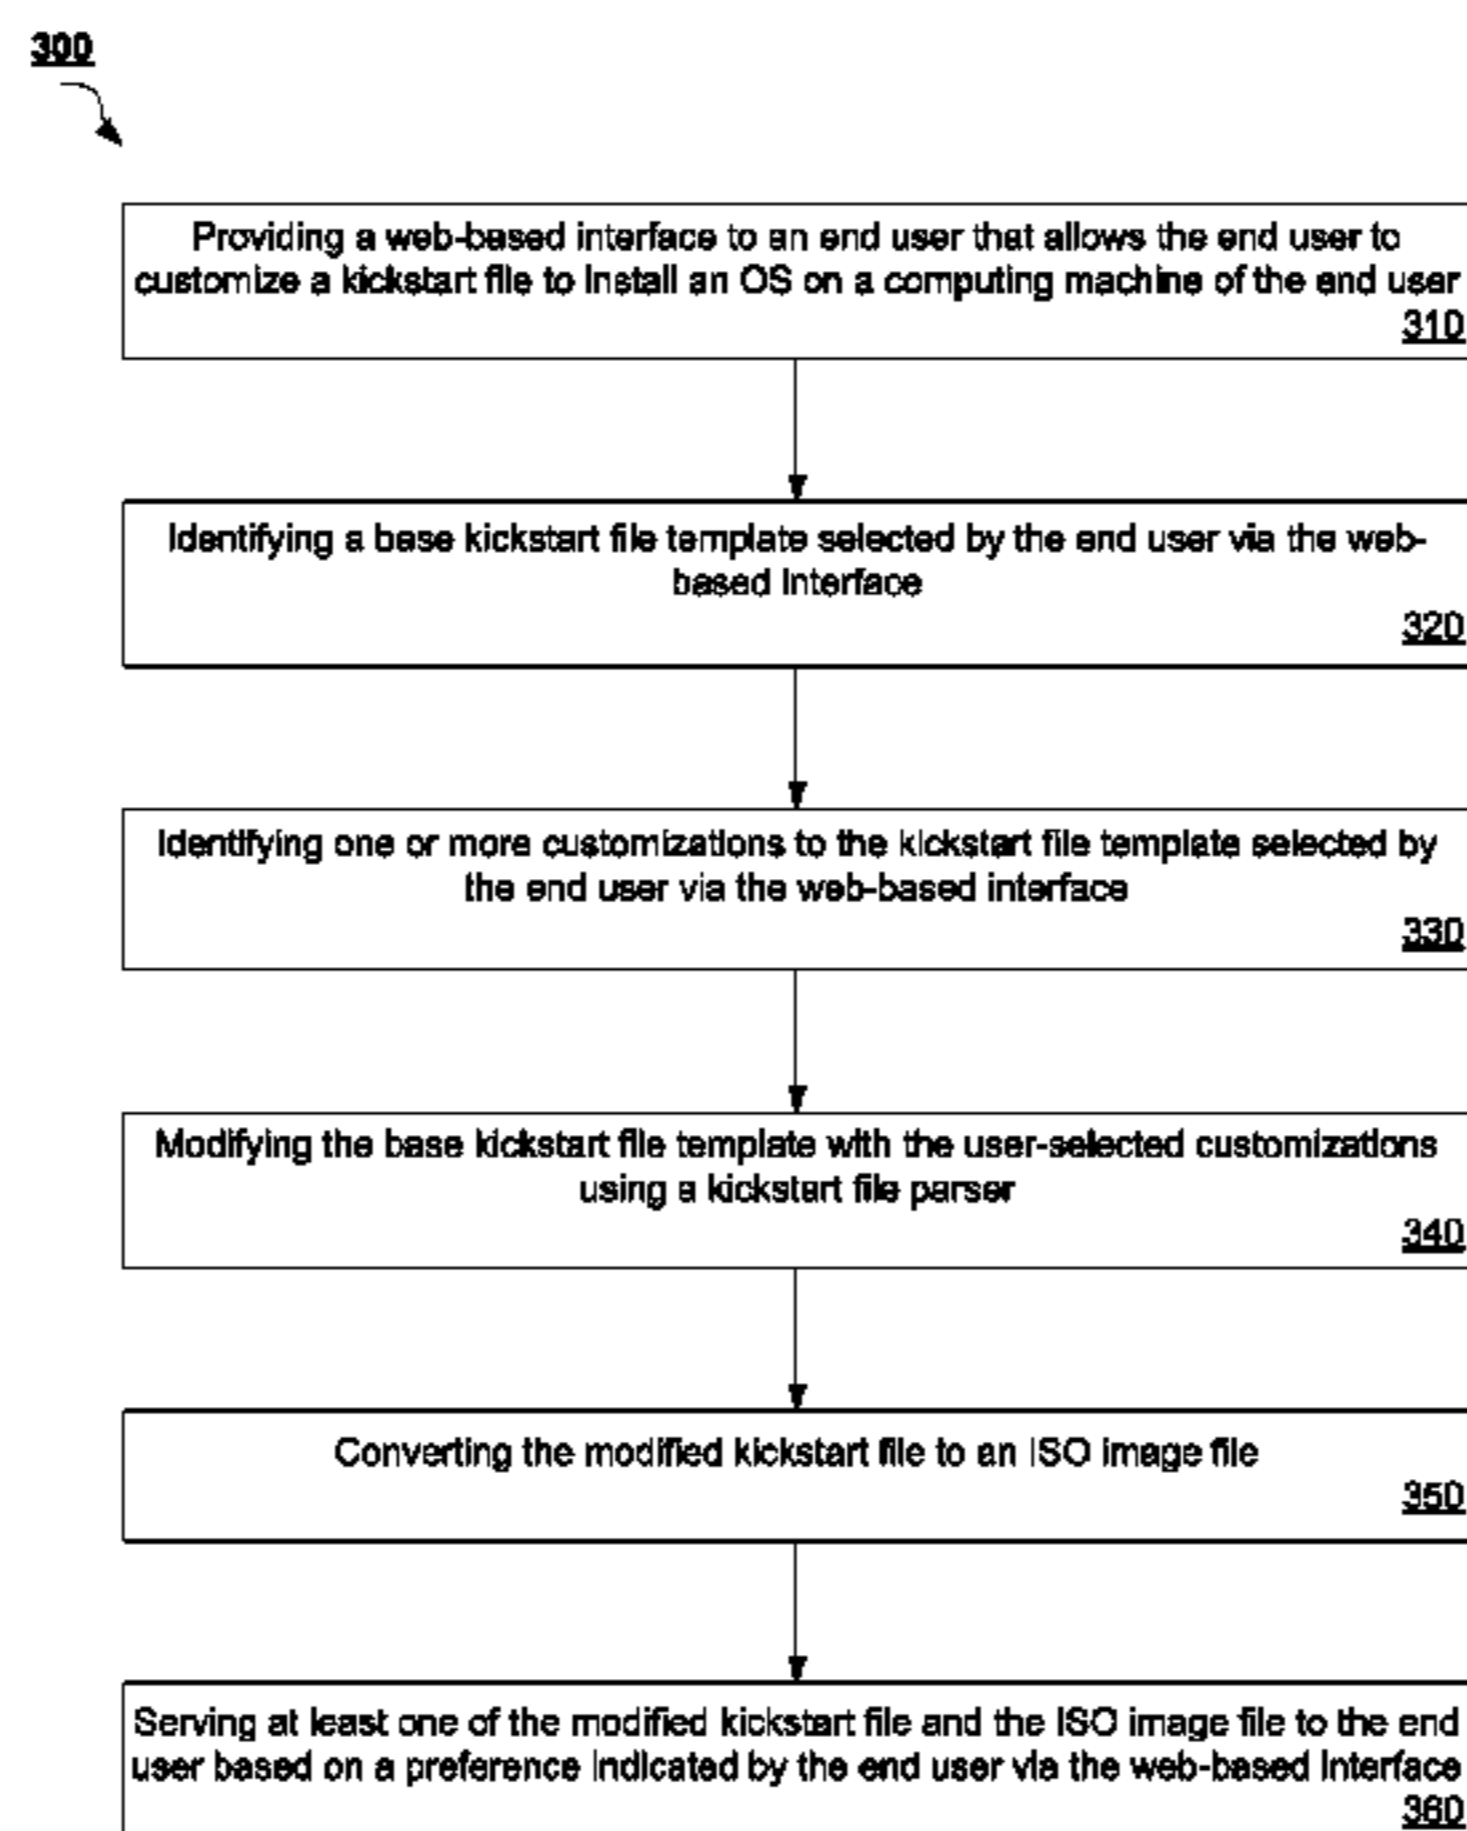 300
Providing a web-based interface to an end user that allows the end user to
customize a kickstart file to install an OS on a computing machine of the end user
310
Identifying a base kickstart file template selected by the end user via the web-
based interface
320
Identifying one or more customizations to the kickstart file template selected by
the end user via the web-based interface
330
Modifying the base kickstart file template with the user-selected customizations
using a kickstart file parser
340
Converting the modified kickstart file to an ISO image file
350
Serving at least one of the modified kickstart file and the ISO image file to the end
user based on a preference indicated by the end user via the web-based interface
360